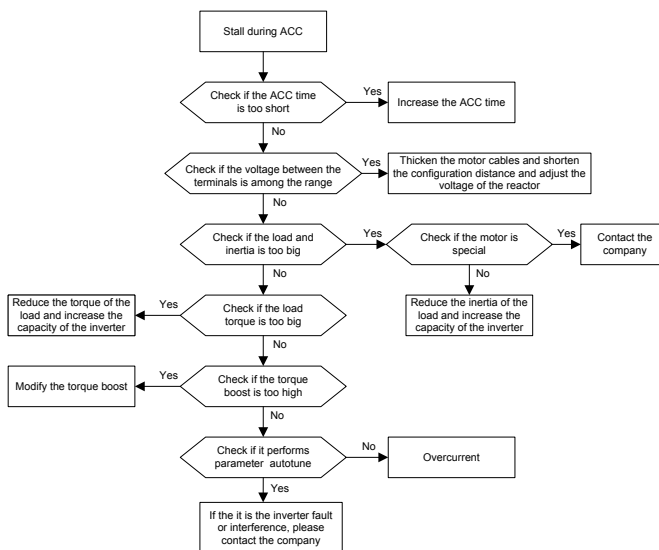 Stall during ACC
Check if the ACC time
is too short
Yes
Increase the ACC time
No
Check if the voltage between the
terminals is among the range
Yes
Thicken the motor cables and shorten
the configuration distance and adjust the
voltage of the reactor
No
Check if the load and
inertia is too big
Yes
Check if the motor is
special
Yes
Contact the
company
No
No
Reduce the inertia of the
load and increase the
capacity of the inverter
Reduce the torque of the
load and increase the
capacity of the inverter
Yes
Check if the load
torque is too big
No
Modify the torque boost
Yes
Check if the torque
boost is too high
No
Check if it performs
parameter autotune
No
Overcurrent
Yes
If the it is the inverter fault
or interference, please
contact the company